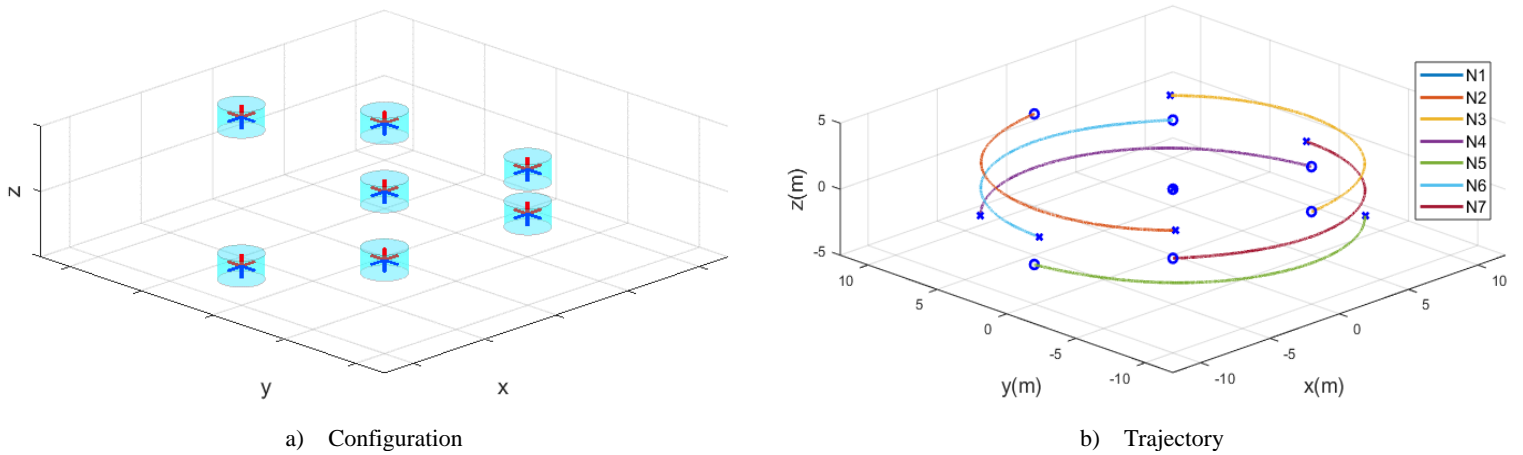 z
y
x
a) Configuration
N1
N2
N3
N4
N5
N6
N7
5
0
-5
z(m)
10
5
0
-5
-10
y(m)
-10
-5
0
5
10
x(m)
b) Trajectory